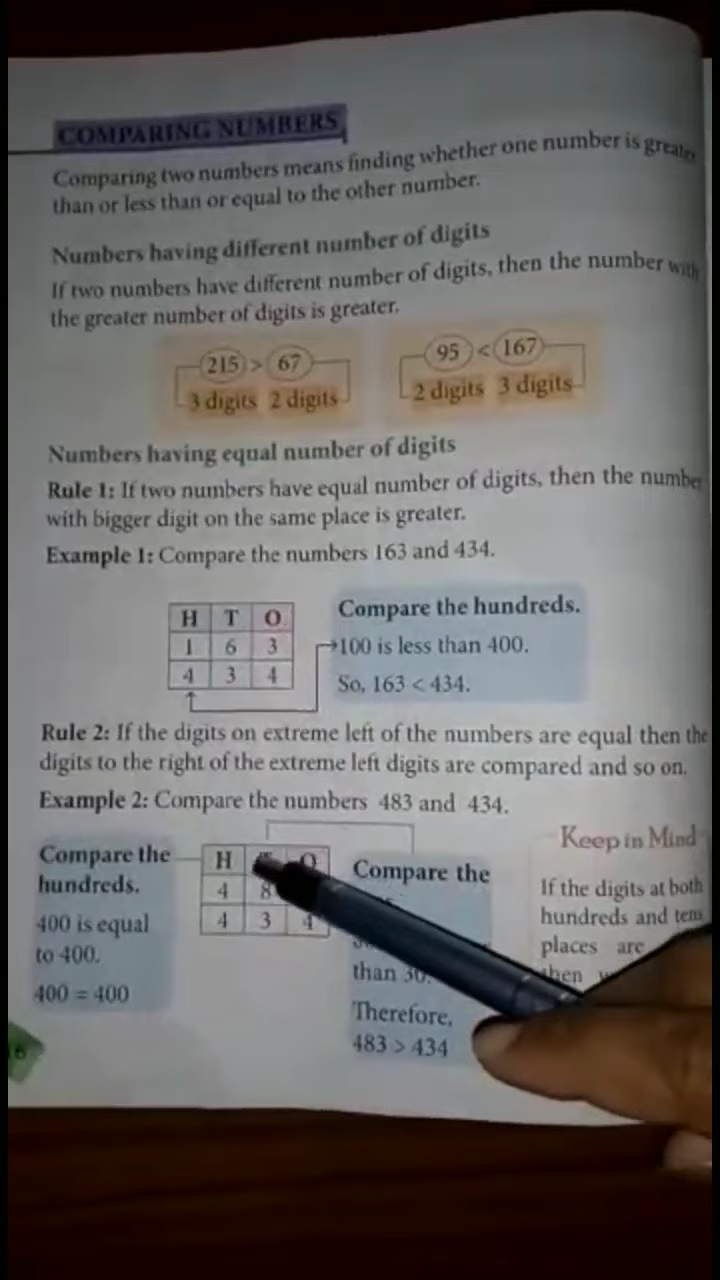 COMPARING NUMBERS
Comparing two numbers means finding whether one number is greater
than or less than or equal to the other number.
Numbers having different number of digits
If two numbers have different number of digits, then the number with
the greater number of digits is greater.
215 > 67
3 digits 2 digits
95 < 167
2 digits 3 digits
Numbers having equal number of digits
Rule 1: If two numbers have equal number of digits, then the number
with bigger digit on the same place is greater.
Example 1: Compare the numbers 163 and 434.
H T O
1 6 3
4 3 4
Compare the hundreds.
100 is less than 400.
So, 163 < 434.
Rule 2: If the digits on extreme left of the numbers are equal then the
digits to the right of the extreme left digits are compared and so on.
Example 2: Compare the numbers 483 and 434.
Compare the
hundreds.
400 is equal
to 400.
400 = 400
H O
4 8
4 3 4
Compare the
than 30.
Therefore,
483 > 434
Keep in Mind
If the digits at both
hundreds and tens
places are
then